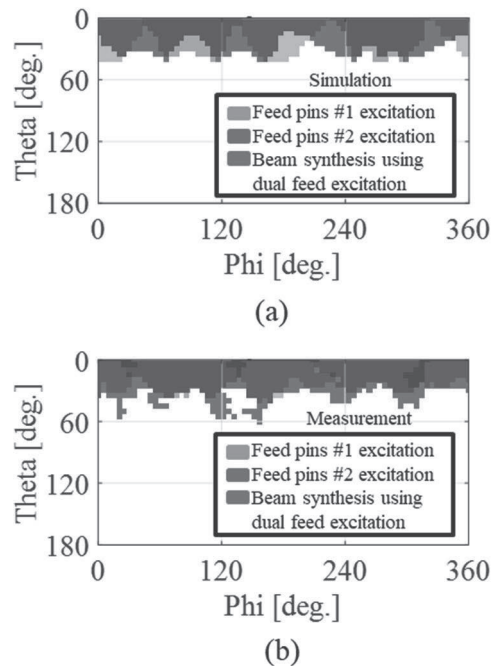 0
60
120
180
Theta [deg.]
Simulation
Feed pins #1 excitation
Feed pins #2 excitation
Beam synthesis using
dual feed excitation
0 120 240 360
Phi [deg.]
(a)
0
60
120
180
Theta [deg.]
Measurement
Feed pins #1 excitation
Feed pins #2 excitation
Beam synthesis using
dual feed excitation
0 120 240 360
Phi [deg.]
(b)